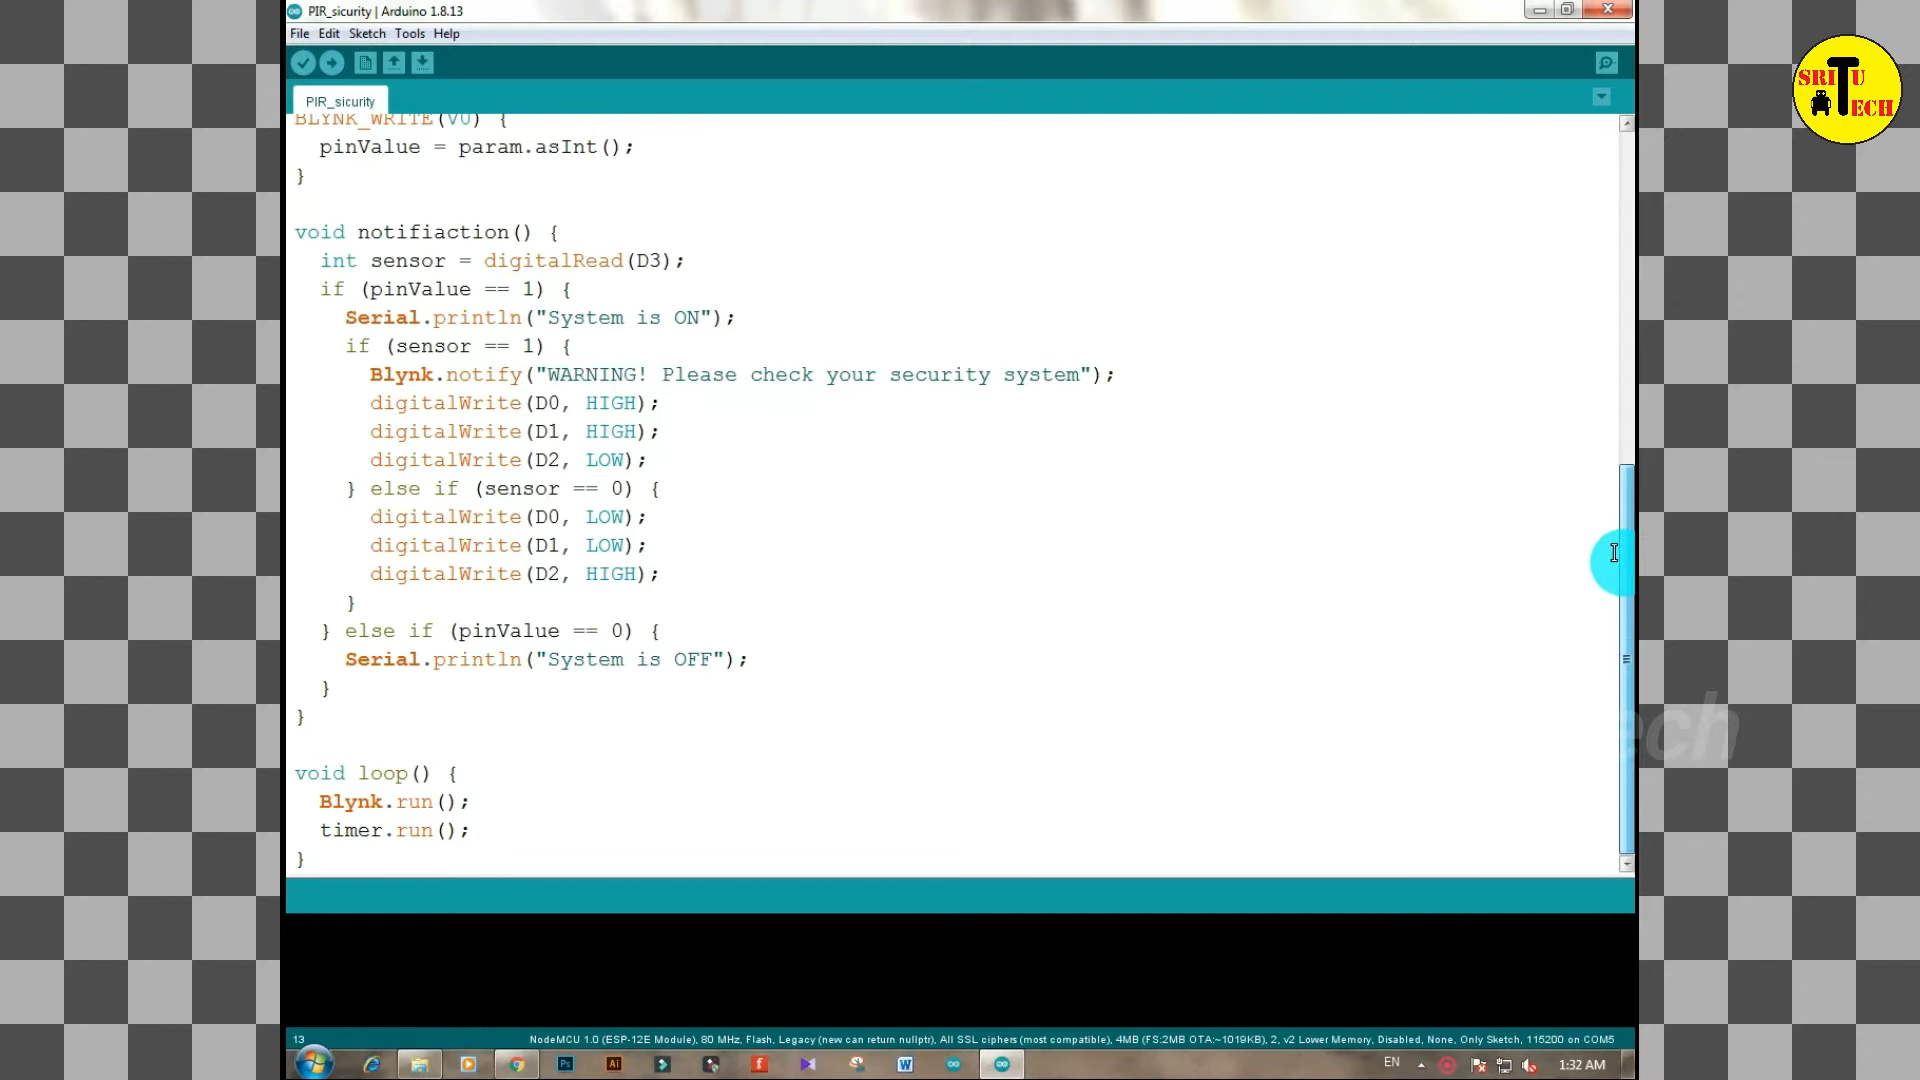 PIR_sicurity | Arduino 1.8.13
File Edit Sketch Tools Help
SRITU
TECH
PIR_sicurity
BLYNK_WRITE(V0) {
pinValue = param.asInt();
}
void notifiaction() {
int sensor = digitalRead(D3);
if (pinValue == 1) {
Serial.println("System is ON");
if (sensor == 1) {
Blynk.notify("WARNING! Please check your security system");
digitalWrite(D0, HIGH);
digitalWrite(D1, HIGH);
digitalWrite(D2, LOW);
} else if (sensor == 0) {
digitalWrite(D0, LOW);
digitalWrite(D1, LOW);
digitalWrite(D2, HIGH);
}
} else if (pinValue == 0) {
Serial.println("System is OFF");
}
}
ech
void loop() {
Blynk.run();
timer.run();
}
13 NodeMCU 1.0 (ESP-12E Module), 80 MHz, Flash, Legacy (new can return nullptr), All SSL ciphers (most compatible), 4MB (FS:2MB OTA:~1019KB), 2, v2 Lower Memory, Disabled, None, Only Sketch, 115200 on COM5
Ps Ai f W EN 1:32 AM